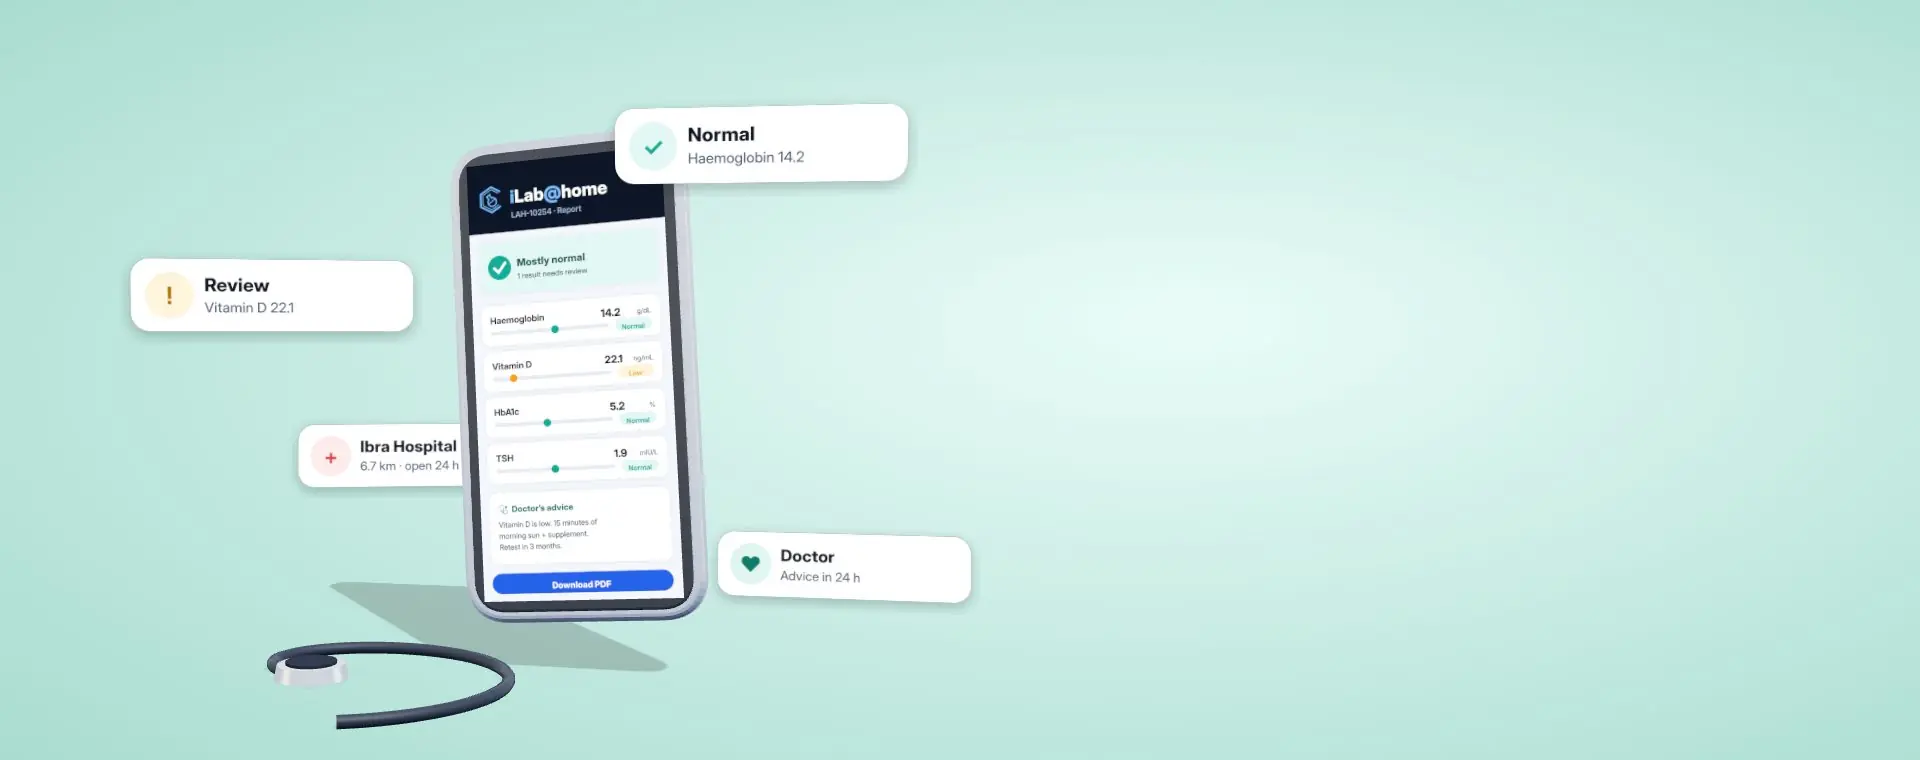 Normal
Haemoglobin 14.2
iLab@home
LAH-10254 · Report
Mostly normal
1 result needs review
Review
Vitamin D 22.1
Haemoglobin
14.2 g/dL
Normal
Vitamin D
22.1 ng/mL
Low
HbA1c
5.2 %
Normal
Ibra Hospital
6.7 km · open 24 h
TSH
1.9 mIU/L
Normal
Doctor's advice
Vitamin D is low. 15 minutes of
morning sun + supplement.
Retest in 3 months.
Download PDF
Doctor
Advice in 24 h